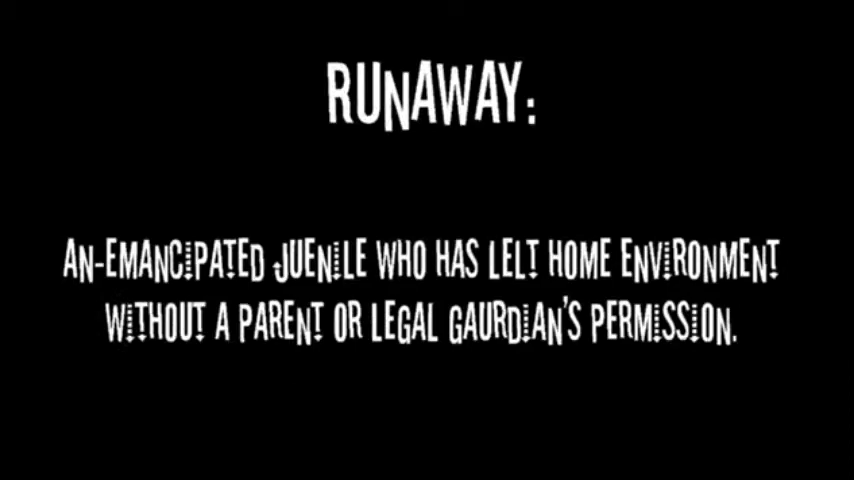 RUNAWAY:
AN-EMANCIPATED JUENILE WHO HAS LELT HOME ENVIRONMENT
WITHOUT A PARENT OR LEGAL GAURDIAN'S PERMISSION.